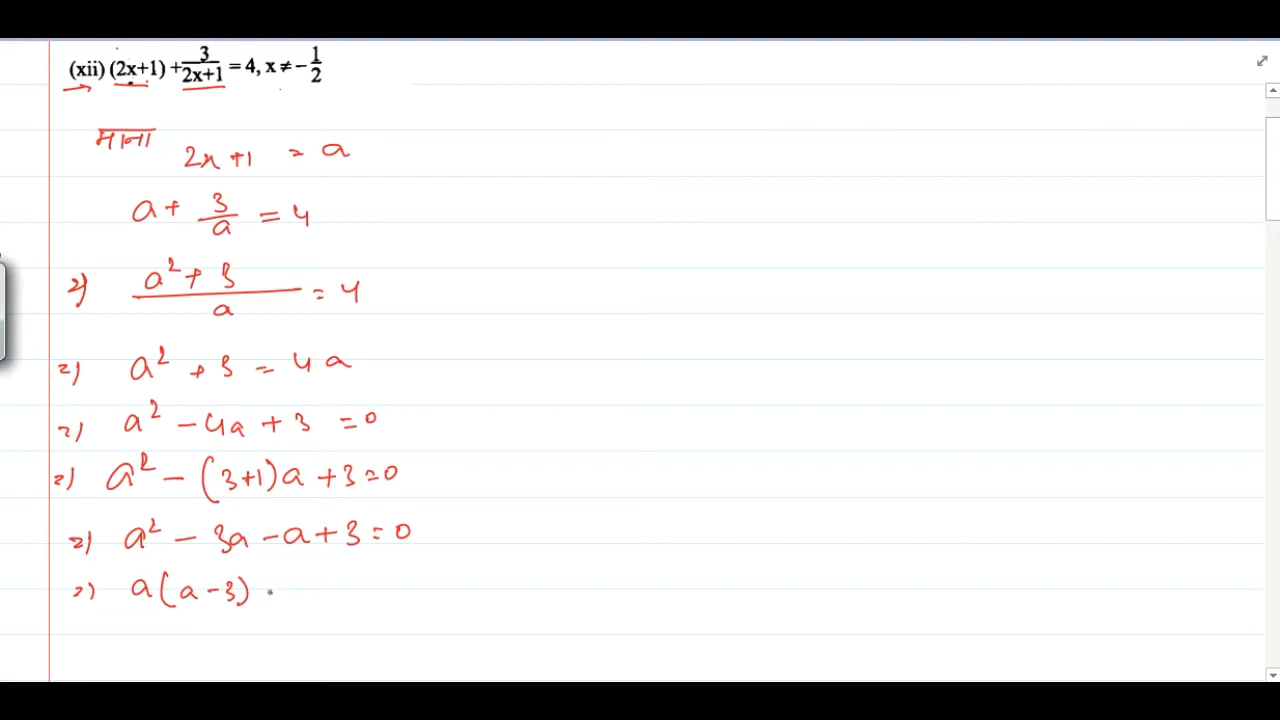 (xii) (2x+1) + 3/(2x+1) = 4, x ≠ -1/2
माना
2x + 1 = a
a + 3/a = 4
⇒ (a² + 3)/a = 4
⇒ a² + 3 = 4a
⇒ a² - 4a + 3 = 0
⇒ a² - (3+1)a + 3 = 0
⇒ a² - 3a - a + 3 = 0
⇒ a(a-3)